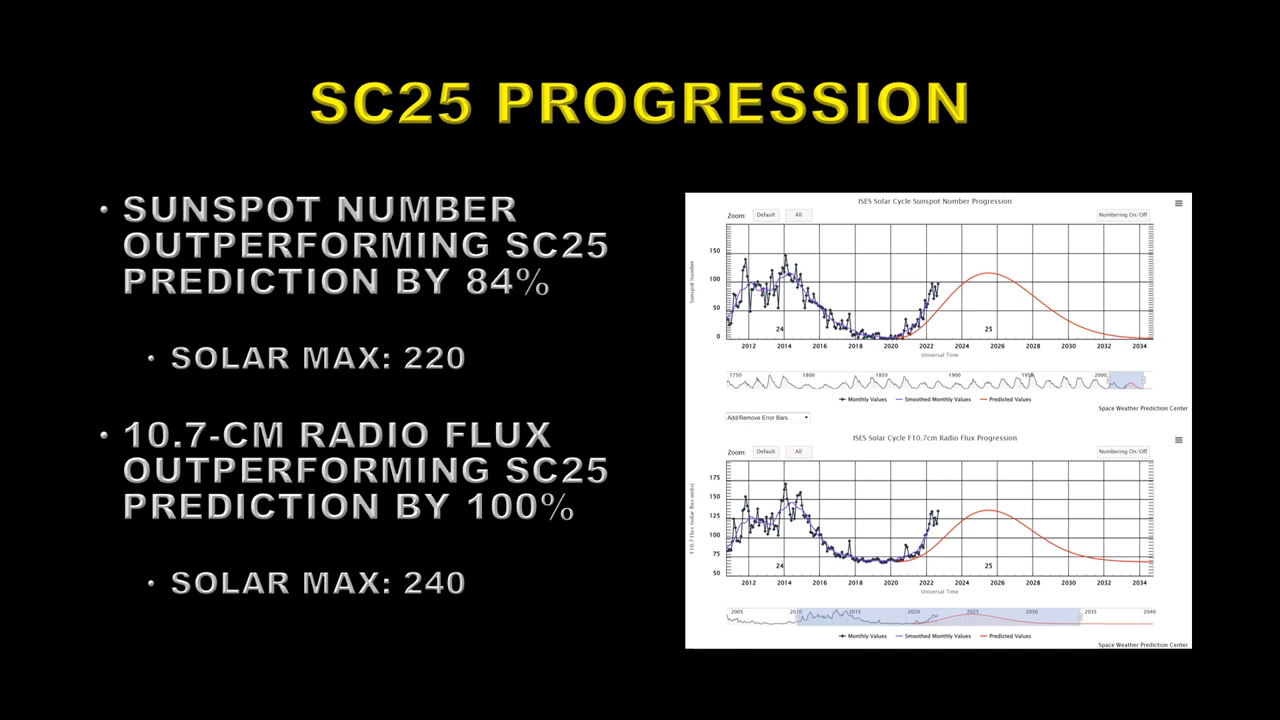 SC25 PROGRESSION
• SUNSPOT NUMBER
OUTPERFORMING SC25
PREDICTION BY 84%
• SOLAR MAX: 220
• 10.7-CM RADIO FLUX
OUTPERFORMING SC25
PREDICTION BY 100%
• SOLAR MAX: 240
ISES Solar Cycle Sunspot Number Progression
Zoom: Default All Numbering On/Off
Sunspot Number
150
100
50
0
24 25
2012 2014 2016 2018 2020 2022 2024 2026 2028 2030 2032 2034
Universal Time
1750 1800 1850 1900 1950 2000
Monthly Values Smoothed Monthly Values Predicted Values
Space Weather Prediction Center
Add/Remove Error Bars...
ISES Solar Cycle F10.7cm Radio Flux Progression
Zoom: Default All Numbering On/Off
F10.7 Flux (solar flux units)
175
150
125
100
75
50
24 25
2012 2014 2016 2018 2020 2022 2024 2026 2028 2030 2032 2034
Universal Time
2005 2010 2015 2020 2025 2030 2035 2040
Monthly Values Smoothed Monthly Values Predicted Values
Space Weather Prediction Center